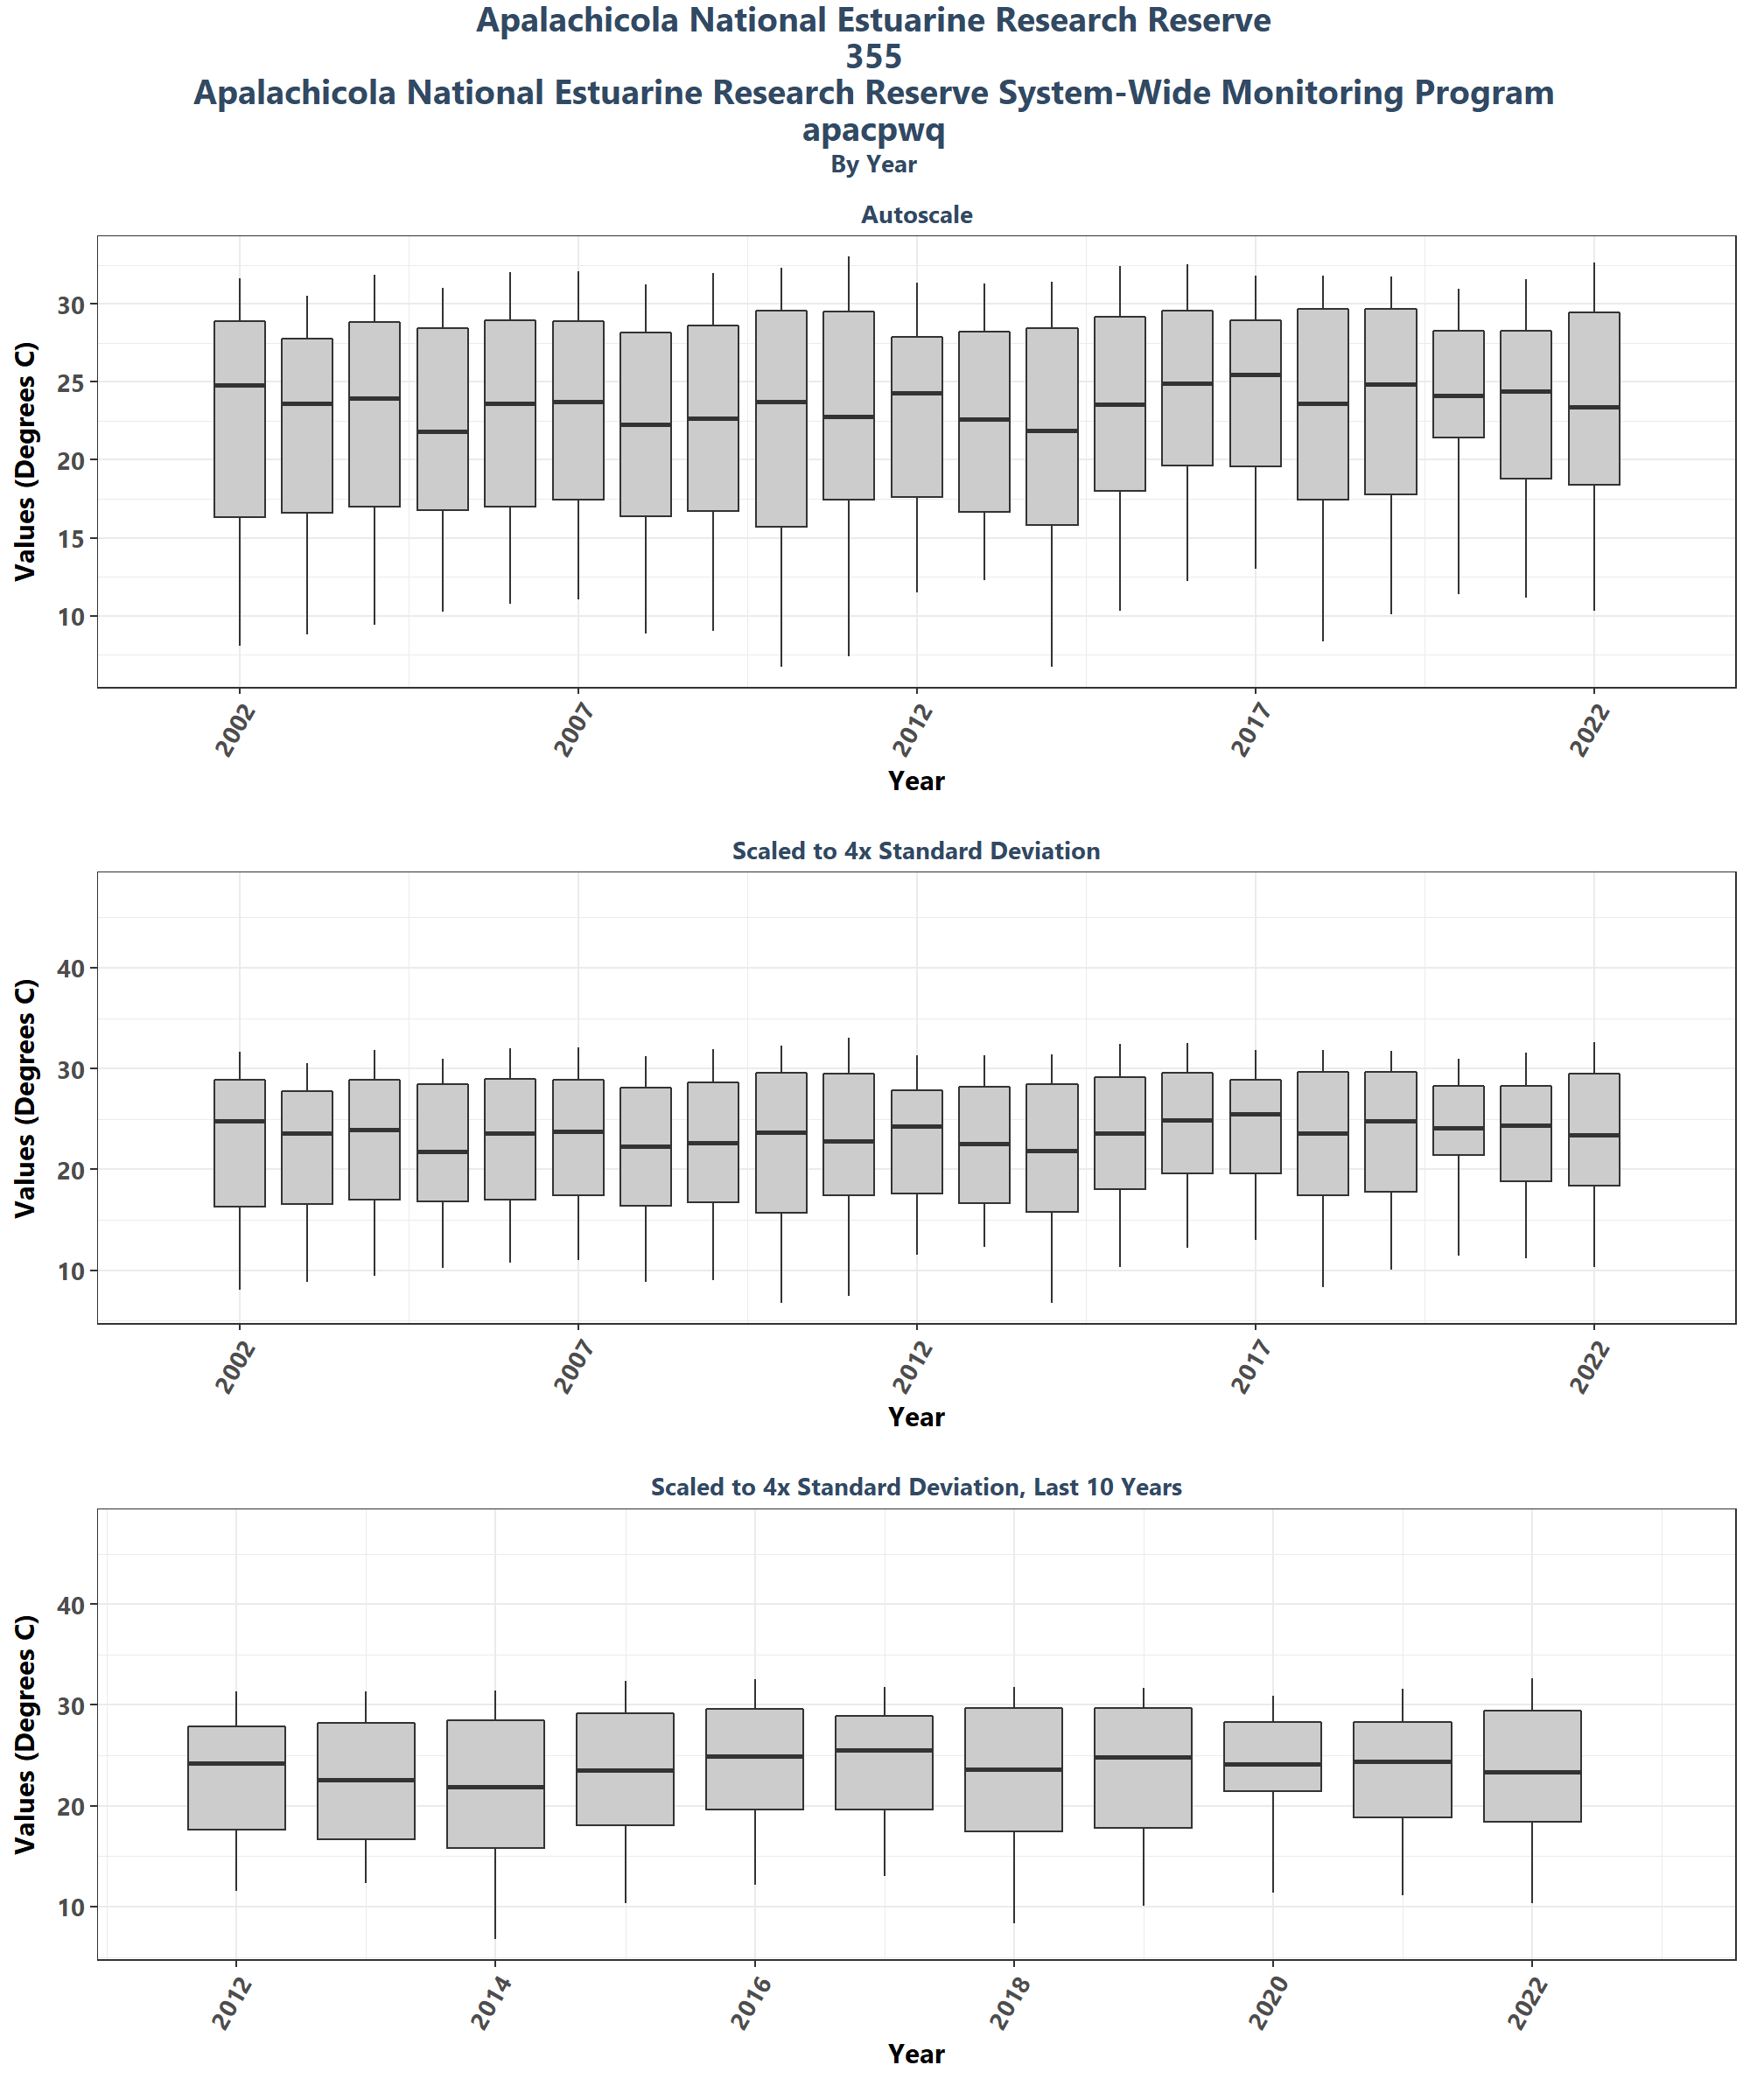 Apalachicola National Estuarine Research Reserve
355
Apalachicola National Estuarine Research Reserve System-Wide Monitoring Program
apacpwq
By Year
Autoscale
Values (Degrees C)
30
25
20
15
10
2002 2007 2012 2017 2022
Year
Scaled to 4x Standard Deviation
Values (Degrees C)
40
30
20
10
2002 2007 2012 2017 2022
Year
Scaled to 4x Standard Deviation, Last 10 Years
Values (Degrees C)
40
30
20
10
2012 2014 2016 2018 2020 2022
Year